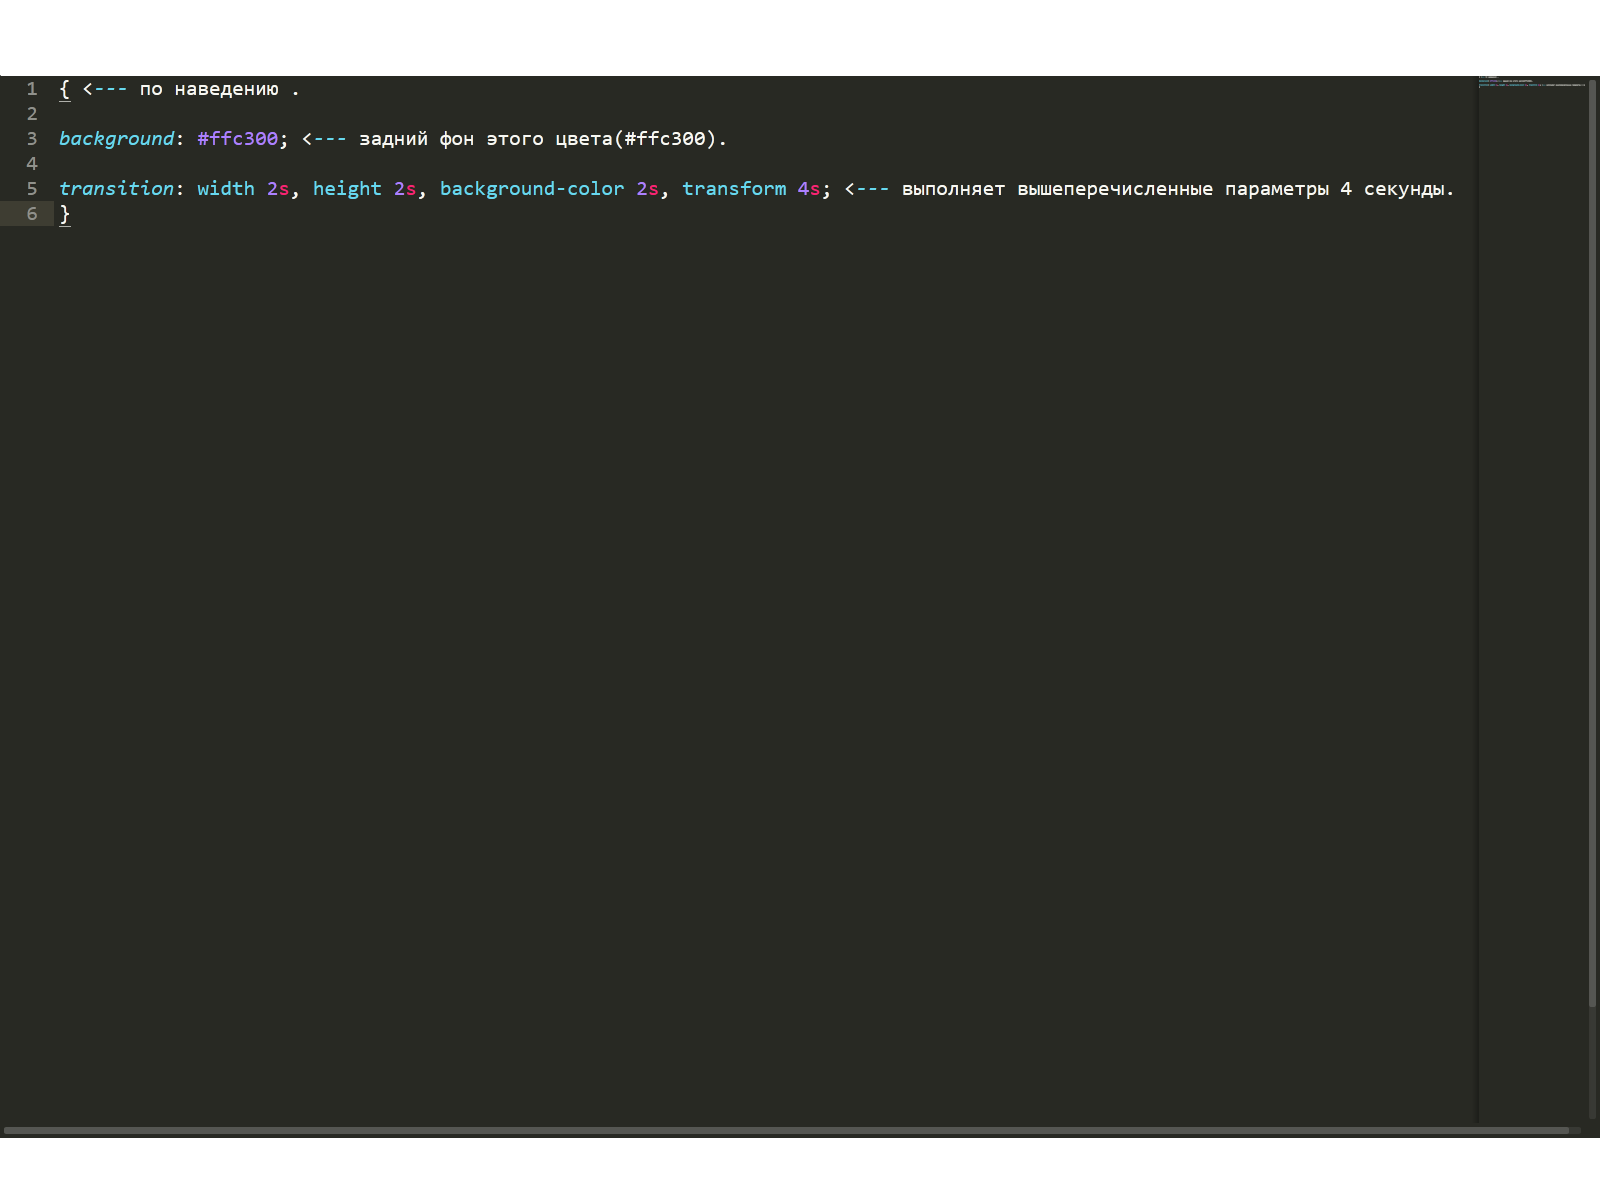 1 { <--- по наведению .
2
3 background: #ffc300; <--- задний фон этого цвета(#ffc300).
4
5 transition: width 2s, height 2s, background-color 2s, transform 4s; <--- выполняет вышеперечисленные параметры 4 секунды.
6 }